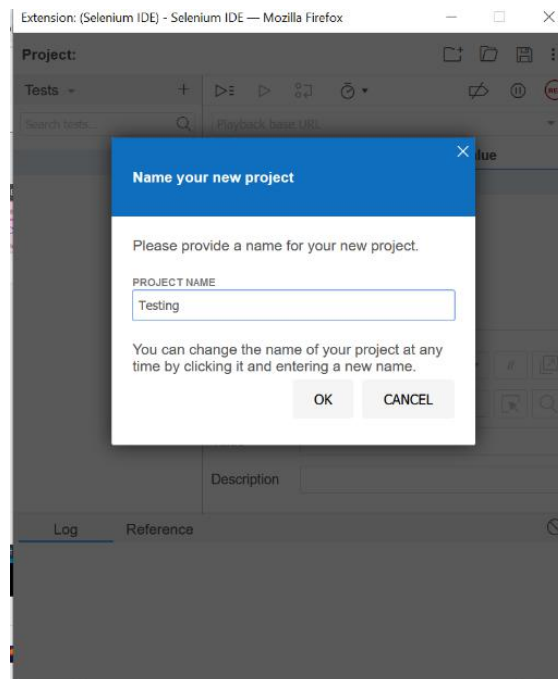 Extension: (Selenium IDE) - Selenium IDE — Mozilla Firefox
Project:
Tests
Search tests...
Playback base URL
Name your new project
Please provide a name for your new project.
PROJECT NAME
Testing
You can change the name of your project at any
time by clicking it and entering a new name.
OK CANCEL
Description
Log Reference